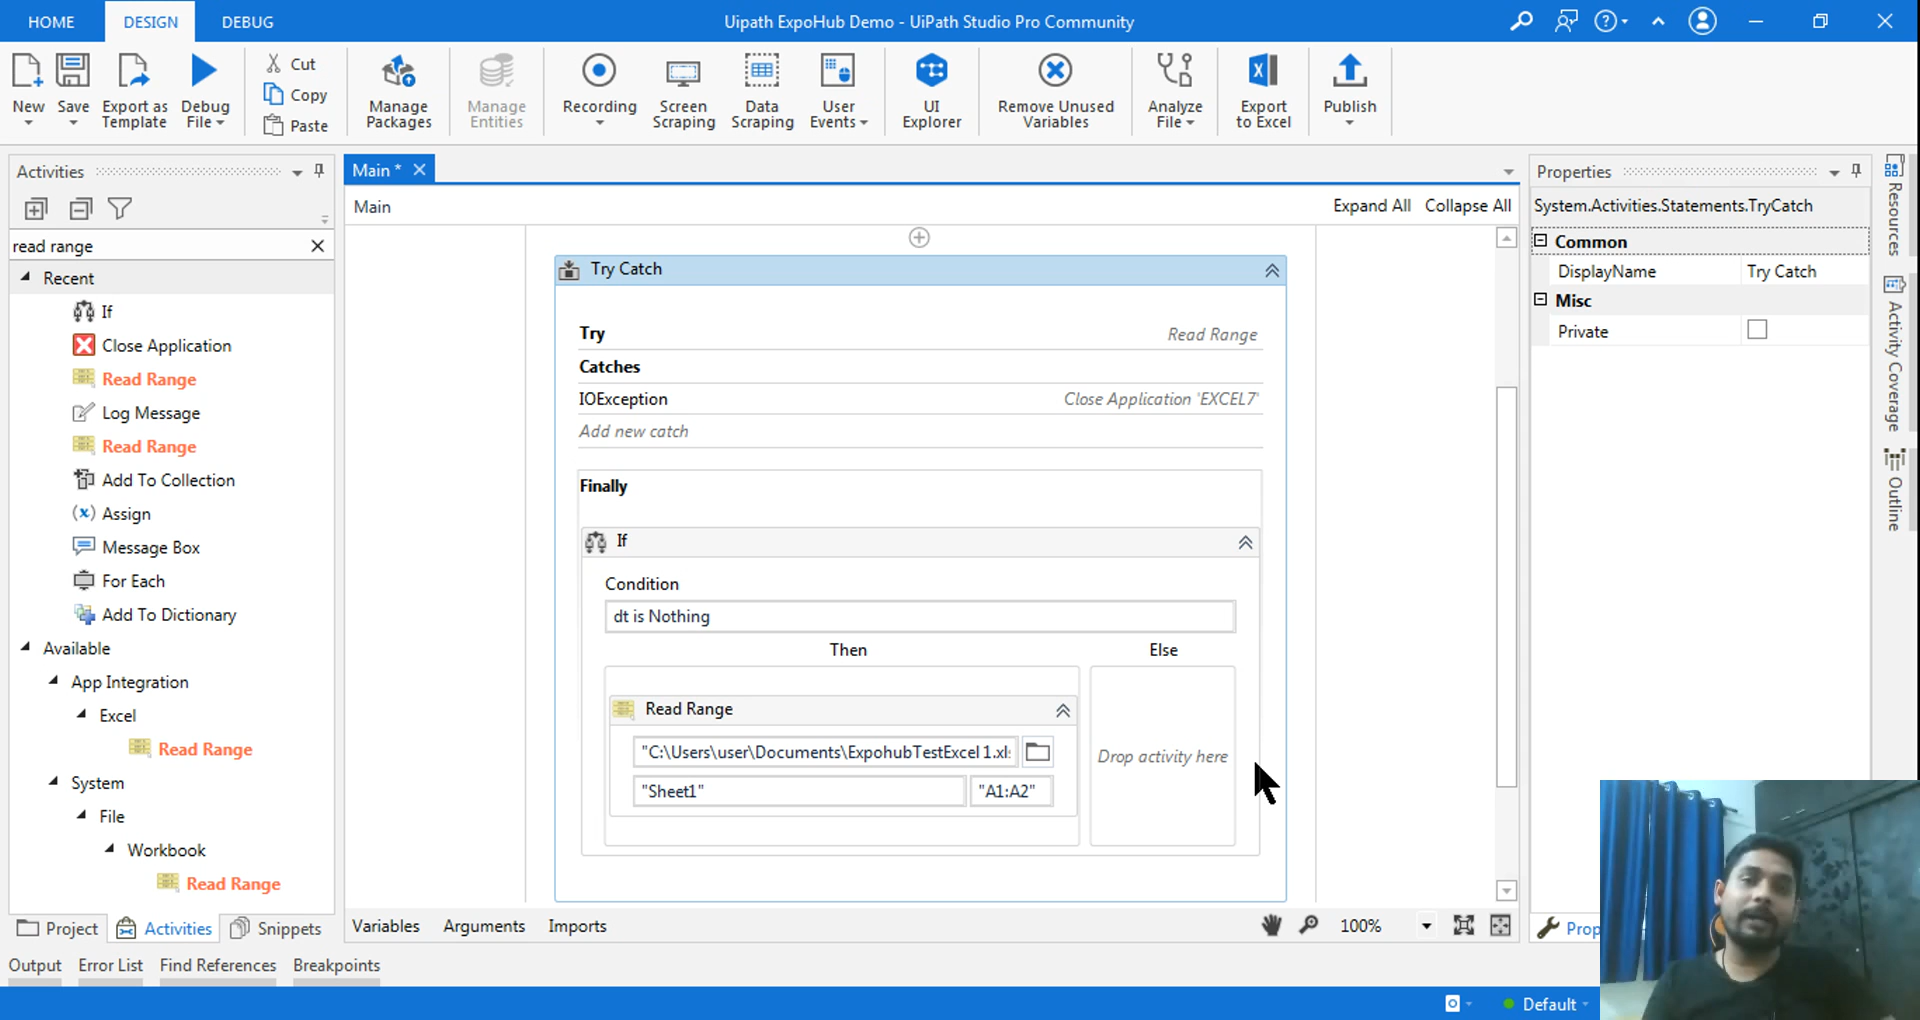 HOME DESIGN DEBUG Uipath ExpoHub Demo - UiPath Studio Pro Community
New Save Export as Template Debug File Cut Copy Paste Manage Packages Manage Entities Recording Screen Scraping Data Scraping User Events UI Explorer Remove Unused Variables Analyze File Export to Excel Publish
Activities
read range
Recent
If
Close Application
Read Range
Log Message
Read Range
Add To Collection
Assign
Message Box
For Each
Add To Dictionary
Available
App Integration
Excel
Read Range
System
File
Workbook
Read Range
Project Activities Snippets
Main *
Main Expand All Collapse All
Try Catch
Try Read Range
Catches
IOException Close Application 'EXCEL7'
Add new catch
Finally
If
Condition
dt is Nothing
Then Else
Read Range
"C:\Users\user\Documents\ExpohubTestExcel 1.xl
"Sheet1" "A1:A2"
Drop activity here
Variables Arguments Imports 100%
Properties
System.Activities.Statements.TryCatch
Common
DisplayName Try Catch
Misc
Private
Prop
Resources
Activity Coverage
Outline
Output Error List Find References Breakpoints
Default